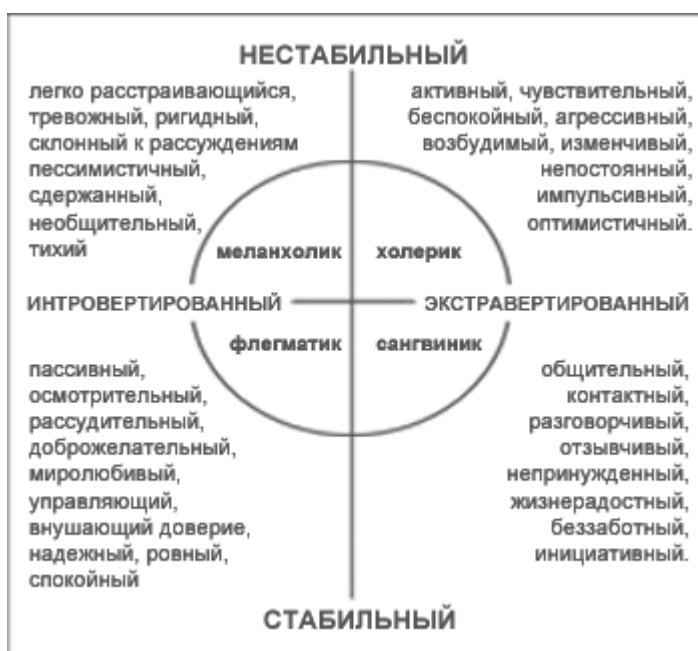 НЕСТАБИЛЬНЫЙ
легко расстраивающийся,
тревожный, ригидный,
склонный к рассуждениям
пессимистичный,
сдержанный,
необщительный,
тихий
активный, чувствительный,
беспокойный, агрессивный,
возбудимый, изменчивый,
непостоянный,
импульсивный,
оптимистичный.
меланхолик
холерик
ИНТРОВЕРТИРОВАННЫЙ
ЭКСТРАВЕРТИРОВАННЫЙ
флегматик
сангвиник
пассивный,
осмотрительный,
рассудительный,
доброжелательный,
миролюбивый,
управляющий,
внушающий доверие,
надежный, ровный,
спокойный
общительный,
контактный,
разговорчивый,
отзывчивый,
непринужденный,
жизнерадостный,
беззаботный,
инициативный.
СТАБИЛЬНЫЙ